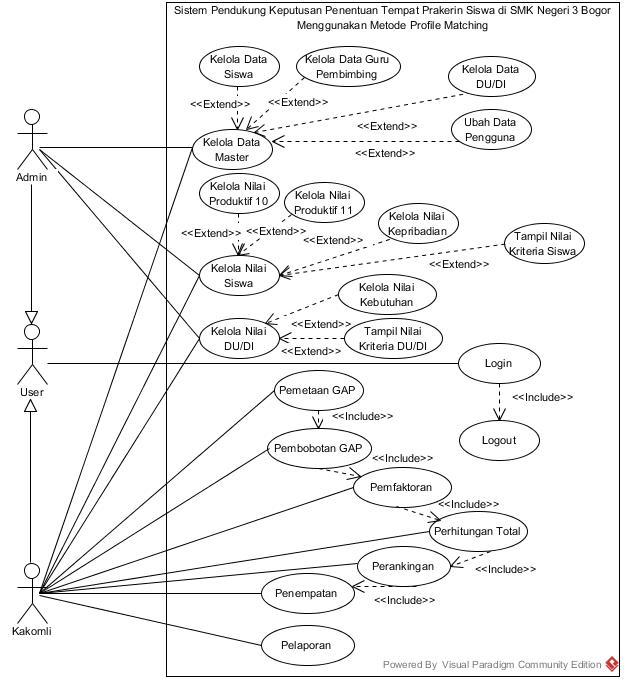 Sistem Pendukung Keputusan Penentuan Tempat Prakerin Siswa di SMK Negeri 3 Bogor
Menggunakan Metode Profile Matching
Kelola Data
Siswa
Kelola Data Guru
Pembimbing
Kelola Data
DU/DI
<<Extend>>
<<Extend>>
<<Extend>>
Ubah Data
Pengguna
<<Extend>>
Kelola Data
Master
Admin
Kelola Nilai
Produktif 10
Kelola Nilai
Produktif 11
Kelola Nilai
Kepribadian
Tampil Nilai
Kriteria Siswa
<<Extend>>
<<Extend>>
<<Extend>>
<<Extend>>
Kelola Nilai
Siswa
Kelola Nilai
Kebutuhan
Kelola Nilai
DU/DI
<<Extend>>
Tampil Nilai
Kriteria DU/DI
<<Extend>>
User
Login
<<Include>>
Logout
Pemetaan GAP
<<Include>>
Pembobotan GAP
<<Include>>
Pemfaktoran
<<Include>>
Perhitungan Total
Perankingan
<<Include>>
Penempatan
<<Include>>
Kakomli
Pelaporan
Powered By Visual Paradigm Community Edition